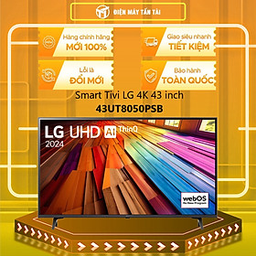 ĐIỆN MÁY TẤN TÀI
Hàng chính hãng
MỚI 100%
Giao siêu nhanh
TIẾT KIỆM
Lỗi là
ĐỔI MỚI
Bảo hành
TOÀN QUỐC
Smart Tivi LG 4K 43 inch
43UT8050PSB
LG UHD AI ThinQ
2024
webOS